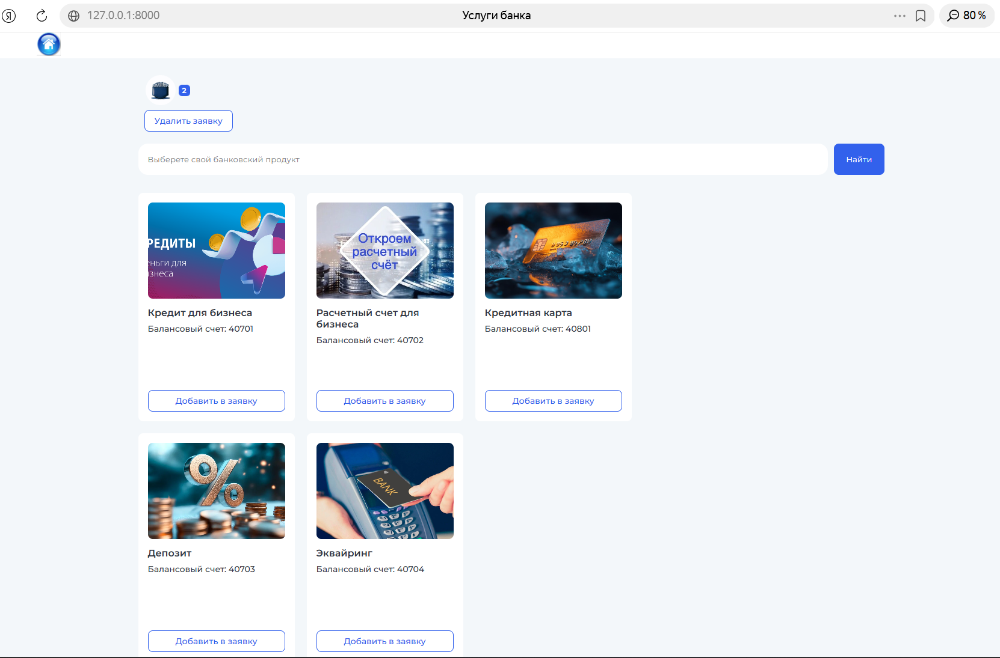 Я
127.0.0.1:8000
Услуги банка
80 %
2
Удалить заявку
Выберете свой банковский продукт
Найти
РЕДИТЫ
еньги для
знеса
Откроем
расчетный
счёт
Кредит для бизнеса
Балансовый счет: 40701
Расчетный счет для
бизнеса
Балансовый счет: 40702
Кредитная карта
Балансовый счет: 40801
Добавить в заявку
Добавить в заявку
Добавить в заявку
%
BANK
Депозит
Балансовый счет: 40703
Эквайринг
Балансовый счет: 40704
Добавить в заявку
Добавить в заявку